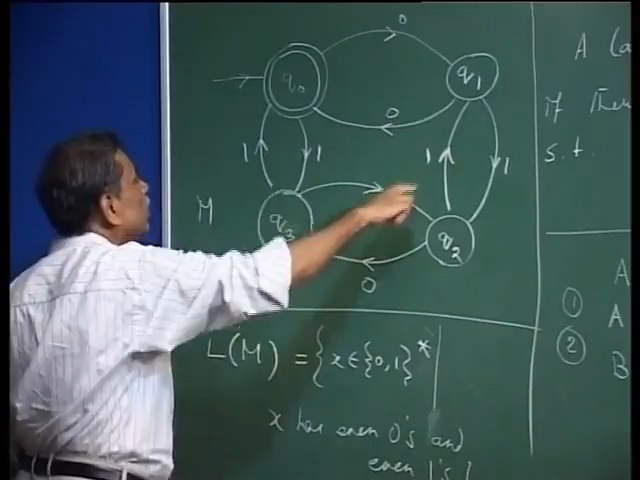 0
q₀
q₁
0
1
1
1
1
M
q₃
q₂
0
L(M) = { x ∈ {0,1}*
x has even 0's and
even 1's }
A
If There
s.t.
①
A
A
②
B